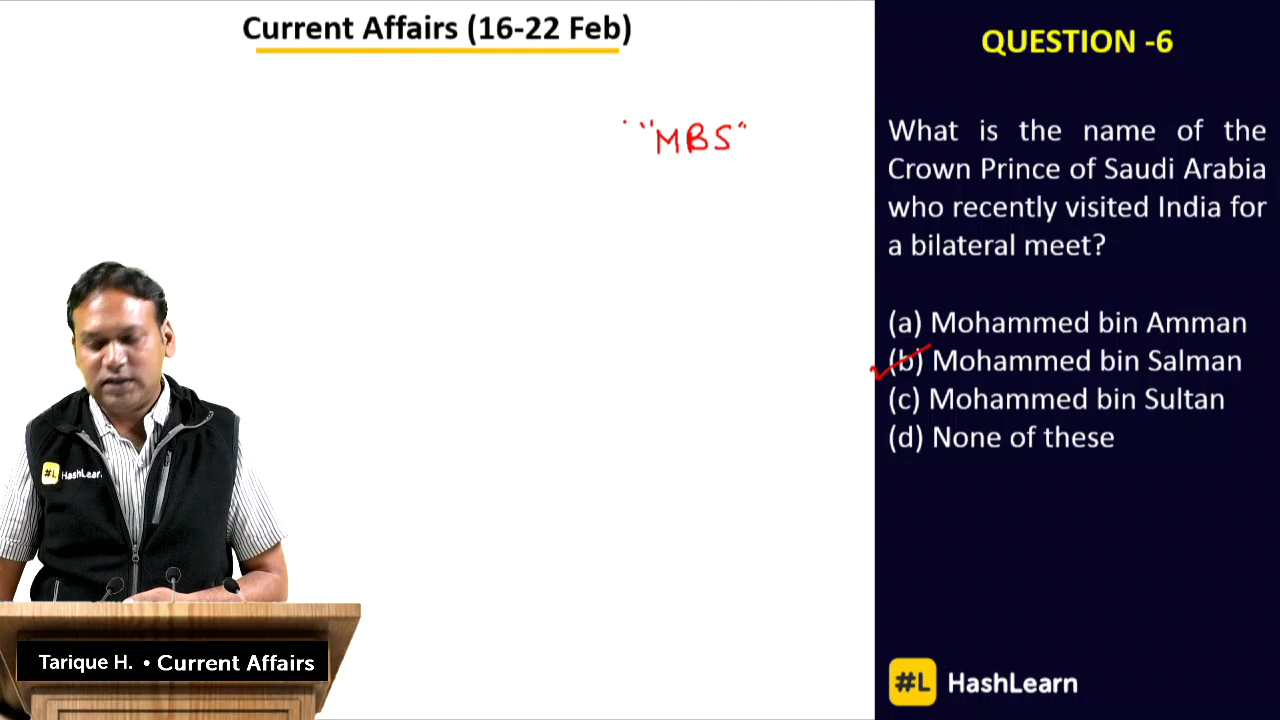 Current Affairs (16-22 Feb)
"MBS"
QUESTION -6
What is the name of the
Crown Prince of Saudi Arabia
who recently visited India for
a bilateral meet?
(a) Mohammed bin Amman
(b) Mohammed bin Salman
(c) Mohammed bin Sultan
(d) None of these
#L HashLear.
Tarique H. • Current Affairs
#L HashLearn